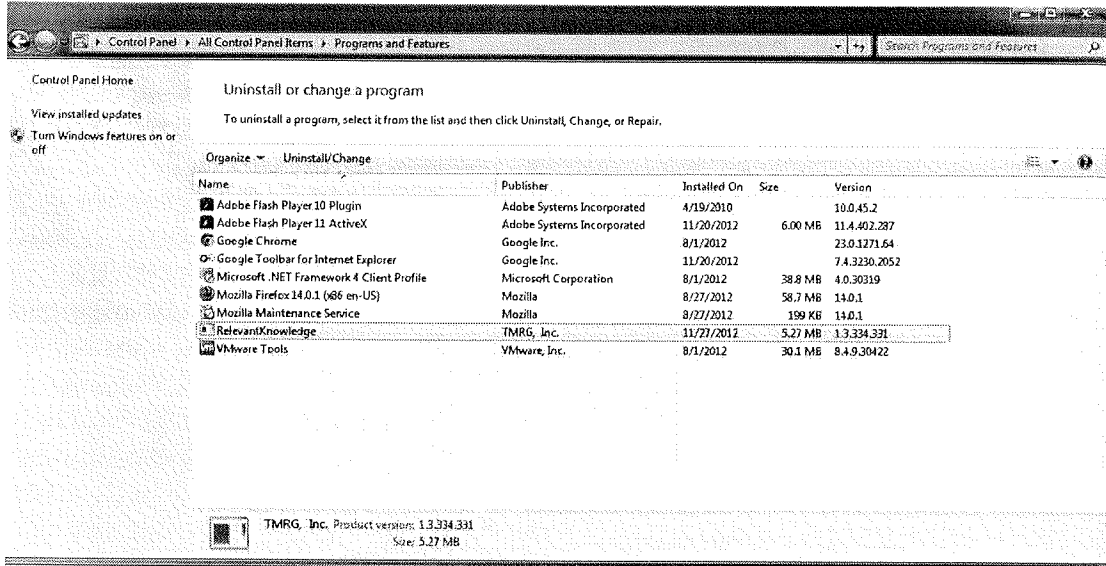 Control Panel ▸ All Control Panel Items ▸ Programs and Features
Search Programs and Features
Control Panel Home
View installed updates
Turn Windows features on or
off
Uninstall or change a program
To uninstall a program, select it from the list and then click Uninstall, Change, or Repair.
Organize Uninstall/Change
Name Publisher Installed On Size Version
Adobe Flash Player 10 Plugin Adobe Systems Incorporated 4/19/2010 10.0.45.2
Adobe Flash Player 11 ActiveX Adobe Systems Incorporated 11/20/2012 6.00 MB 11.4.402.287
Google Chrome Google Inc. 8/1/2012 23.0.1271.64
Google Toolbar for Internet Explorer Google Inc. 11/20/2012 7.4.3230.2052
Microsoft .NET Framework 4 Client Profile Microsoft Corporation 8/1/2012 38.8 MB 4.0.30319
Mozilla Firefox 14.0.1 (x86 en-US) Mozilla 8/27/2012 58.7 MB 14.0.1
Mozilla Maintenance Service Mozilla 8/27/2012 199 KB 14.0.1
RelevantKnowledge TMRG, Inc. 11/27/2012 5.27 MB 1.3.334.331
VMware Tools VMware, Inc. 8/1/2012 30.1 MB 8.4.9.30422
TMRG, Inc. Product version: 1.3.334.331
Size: 5.27 MB